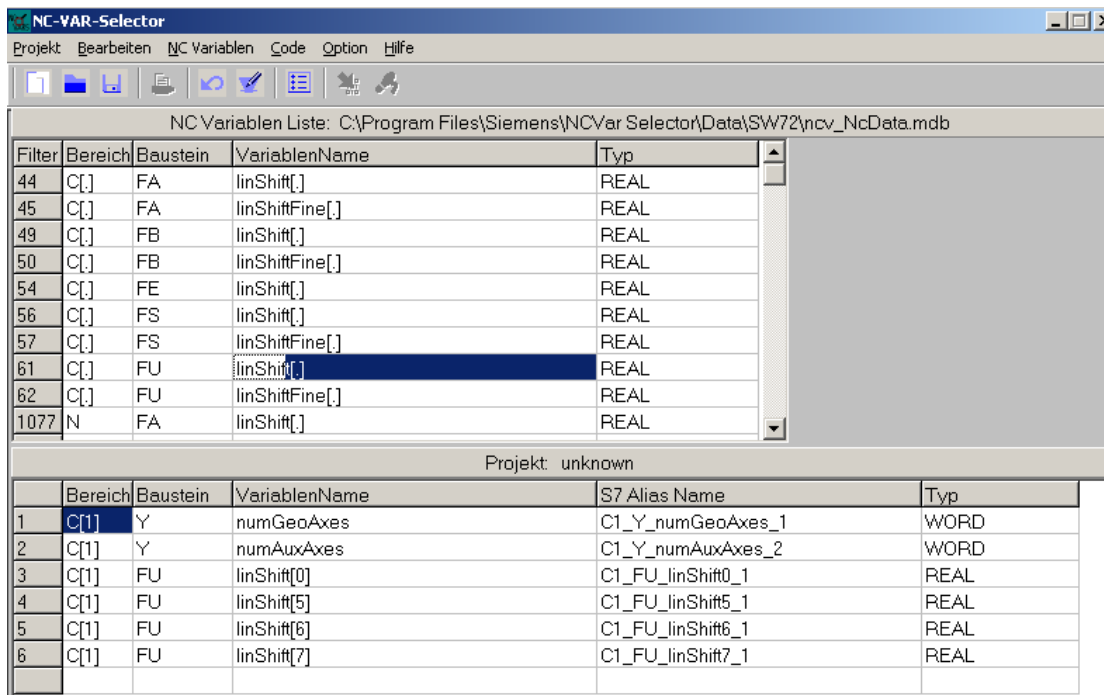 NC-VAR-Selector
Projekt Bearbeiten NC Variablen Code Option Hilfe
NC Variablen Liste: C:\Program Files\Siemens\NCVar Selector\Data\SW72\ncv_NcData.mdb
Filter Bereich Baustein VariablenName Typ
44 C[.] FA linShift[.] REAL
45 C[.] FA linShiftFine[.] REAL
49 C[.] FB linShift[.] REAL
50 C[.] FB linShiftFine[.] REAL
54 C[.] FE linShift[.] REAL
56 C[.] FS linShift[.] REAL
57 C[.] FS linShiftFine[.] REAL
61 C[.] FU linShift[.] REAL
62 C[.] FU linShiftFine[.] REAL
1077 N FA linShift[.] REAL
Projekt: unknown
Bereich Baustein VariablenName S7 Alias Name Typ
1 C[1] Y numGeoAxes C1_Y_numGeoAxes_1 WORD
2 C[1] Y numAuxAxes C1_Y_numAuxAxes_2 WORD
3 C[1] FU linShift[0] C1_FU_linShift0_1 REAL
4 C[1] FU linShift[5] C1_FU_linShift5_1 REAL
5 C[1] FU linShift[6] C1_FU_linShift6_1 REAL
6 C[1] FU linShift[7] C1_FU_linShift7_1 REAL